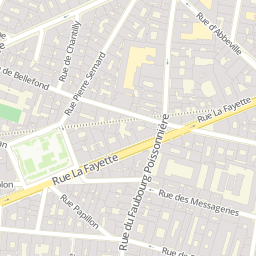 Rue d'Abbeville
Rue de Chantilly
Rue Pierre Semard
de Bellefond
Rue La Fayette
Rue du Faubourg Poissonnière
Rue La Fayette
Rue des Messageries
Rue Papillon